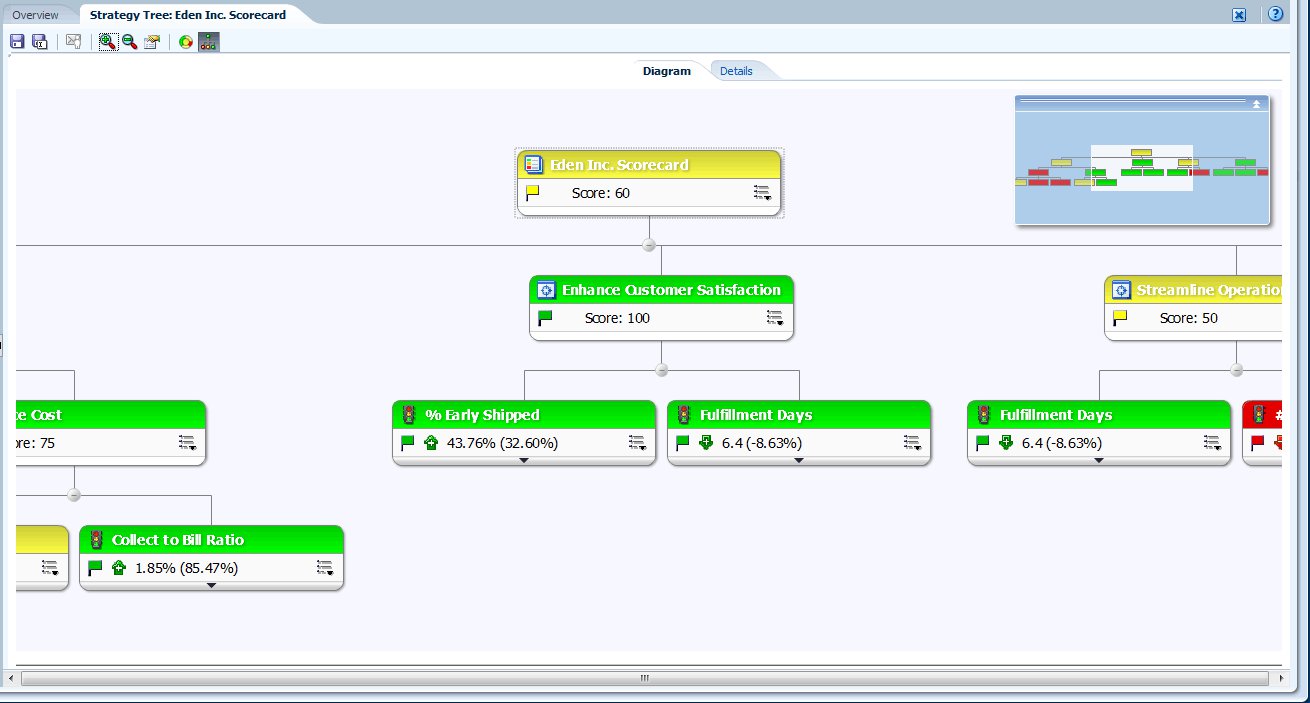 Overview
Strategy Tree: Eden Inc. Scorecard
Diagram
Details
Eden Inc. Scorecard
Score: 60
Enhance Customer Satisfaction
Score: 100
Streamline Operatio
Score: 50
e Cost
re: 75
% Early Shipped
43.76% (32.60%)
Fulfillment Days
6.4 (-8.63%)
Fulfillment Days
6.4 (-8.63%)
#
Collect to Bill Ratio
1.85% (85.47%)